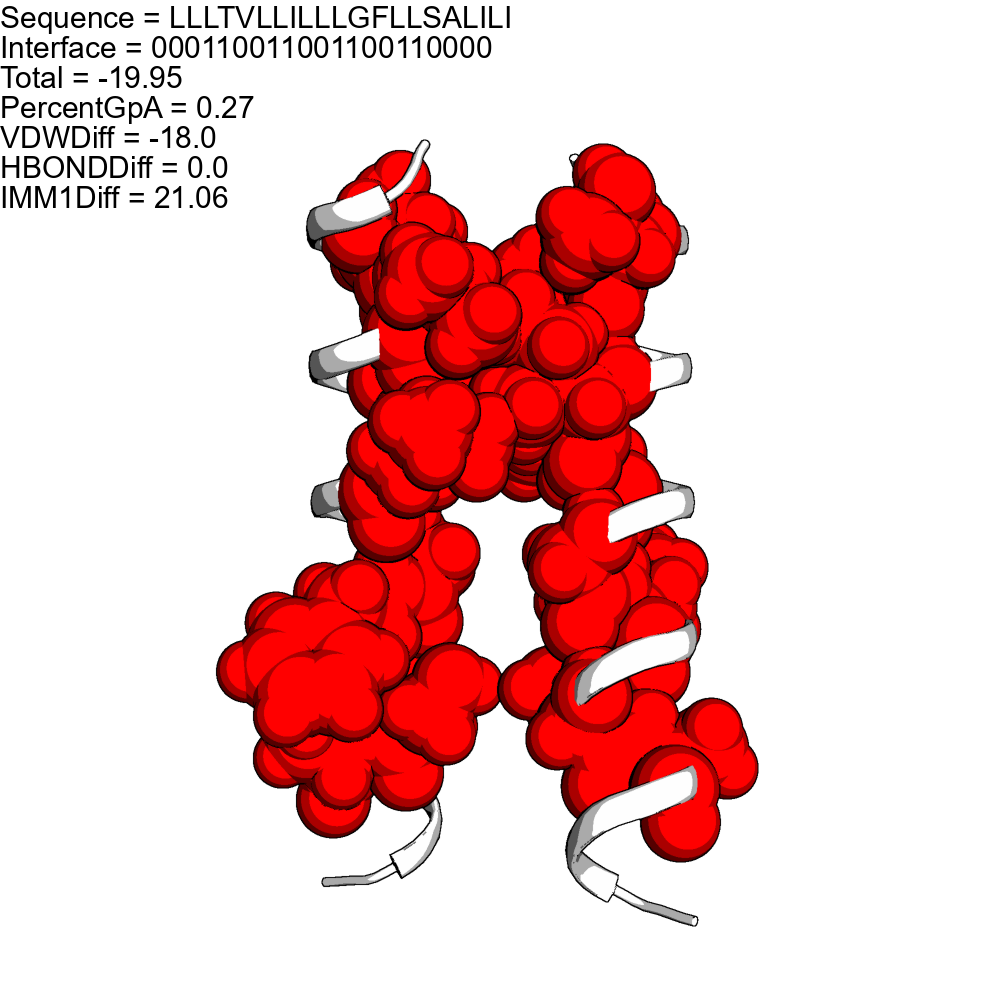 Sequence = LLLTVLLILLLGFLLSALILI
Interface = 000110011001100110000
Total = -19.95
PercentGpA = 0.27
VDWDiff = -18.0
HBONDDiff = 0.0
IMM1Diff = 21.06